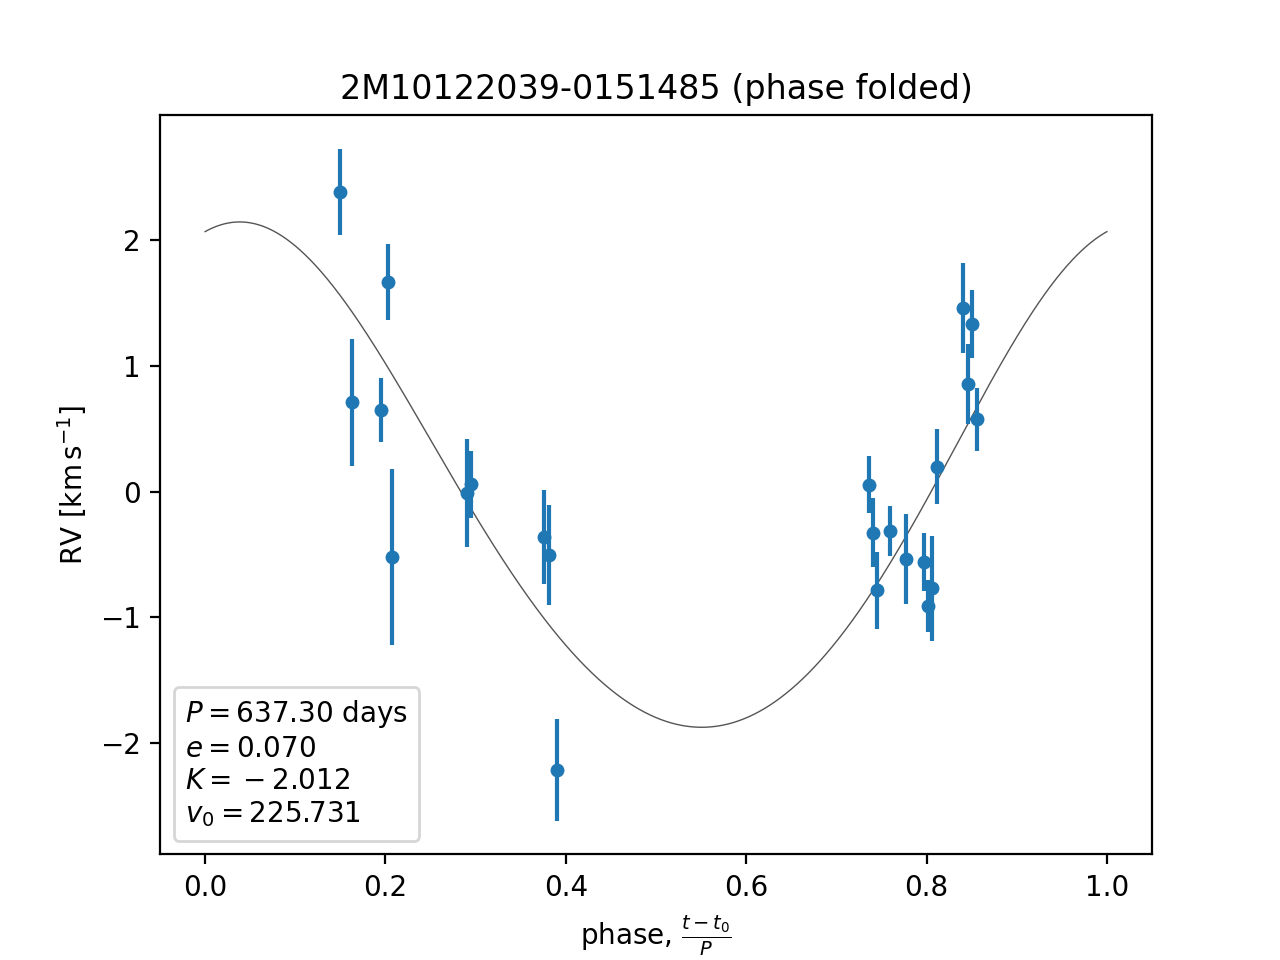 2M10122039-0151485 (phase folded)
RV [km s⁻¹]
2
1
0
−1
−2
P = 637.30 days
e = 0.070
K = −2.012
v₀ = 225.731
0.0 0.2 0.4 0.6 0.8 1.0
phase, (t − t₀)/P